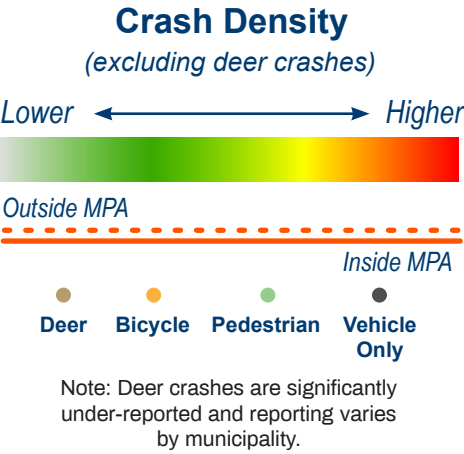 Crash Density
(excluding deer crashes)
Lower Higher
Outside MPA
Inside MPA
Deer Bicycle Pedestrian Vehicle
Only
Note: Deer crashes are significantly
under-reported and reporting varies
by municipality.